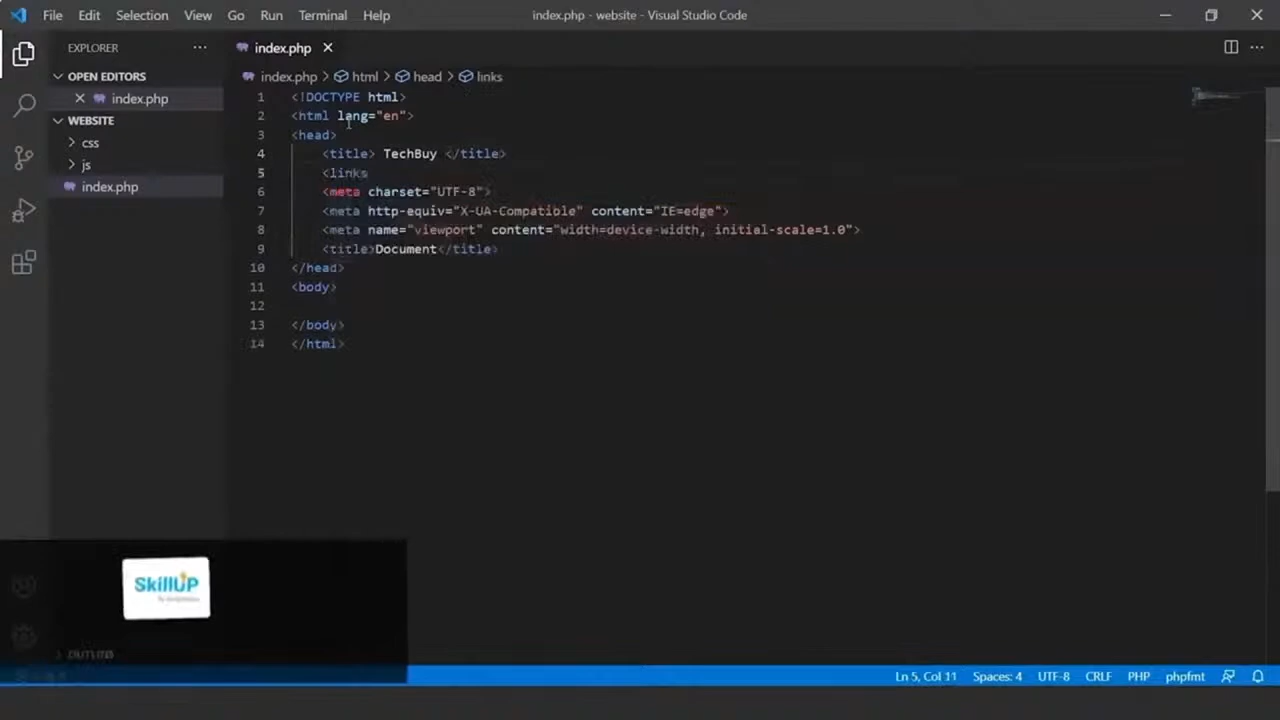 File Edit Selection View Go Run Terminal Help
index.php - website - Visual Studio Code
EXPLORER
OPEN EDITORS
index.php
WEBSITE
css
js
index.php
index.php
index.php > html > head > links
1 <!DOCTYPE html>
2 <html lang="en">
3 <head>
4 <title> TechBuy </title>
5 <links
6 <meta charset="UTF-8">
7 <meta http-equiv="X-UA-Compatible" content="IE=edge">
8 <meta name="viewport" content="width=device-width, initial-scale=1.0">
9 <title>Document</title>
10 </head>
11 <body>
12
13 </body>
14 </html>
SkillUP
OUTLINE
Ln 5, Col 11 Spaces: 4 UTF-8 CRLF PHP phpfmt